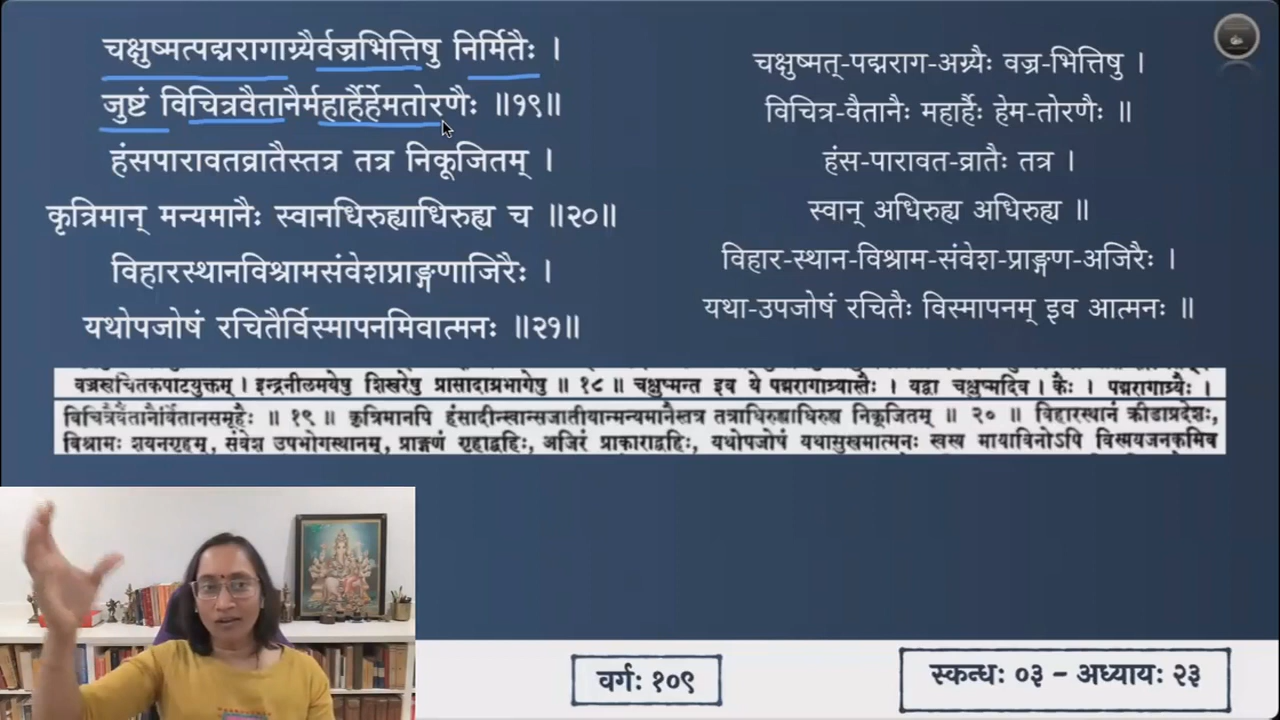 चक्षुष्मत्पद्मरागाग्र्यैर्वज्रभित्तिषु निर्मितैः ।
जुष्टं विचित्रवैतानैर्महार्हैर्हेमतोरणैः ॥१९॥
हंसपारावतव्रातैस्तत्र तत्र निकूजितम् ।
कृत्रिमान् मन्यमानैः स्वानधिरुह्याधिरुह्य च ॥२०॥
विहारस्थानविश्रामसंवेशप्राङ्गणाजिरैः ।
यथोपजोषं रचितैर्विस्मापनमिवात्मनः ॥२१॥
चक्षुष्मत्-पद्मराग-अग्र्यैः वज्र-भित्तिषु ।
विचित्र-वैतानैः महार्हैः हेम-तोरणैः ॥
हंस-पारावत-व्रातैः तत्र ।
स्वान् अधिरुह्य अधिरुह्य ॥
विहार-स्थान-विश्राम-संवेश-प्राङ्गण-अजिरैः ।
यथा-उपजोषं रचितैः विस्मापनम् इव आत्मनः ॥
वज्रखचितकपाटयुक्तम् । इन्द्रनीलमयेषु शिखरेषु प्रासादाग्रभागेषु ॥ १८ ॥ चक्षुष्मन्त इव ये पद्मरागाग्र्यास्तैः । यद्वा चक्षुष्मदिव । कैः । पद्मरागाग्र्यैः ।
विचित्रैर्वैतानैर्वितानसमूहैः ॥ १९ ॥ कृत्रिमानपि हंसादीन्स्वान्सजातीयान्मन्यमानैस्तत्र तत्राधिरुह्याधिरुह्य निकूजितम् ॥ २० ॥ विहारस्थानं क्रीडाप्रदेशः,
विश्रामः शयनगृहम्, संवेश उपभोगस्थानम्, प्राङ्गणं गृहाद्बहिः, अजिरं प्राकाराद्बहिः, यथोपजोषं यथासुखमात्मनः स्वस्य मायाविनोऽपि विस्मयजनकमिव
वर्गः १०९
स्कन्धः ०३ – अध्यायः २३